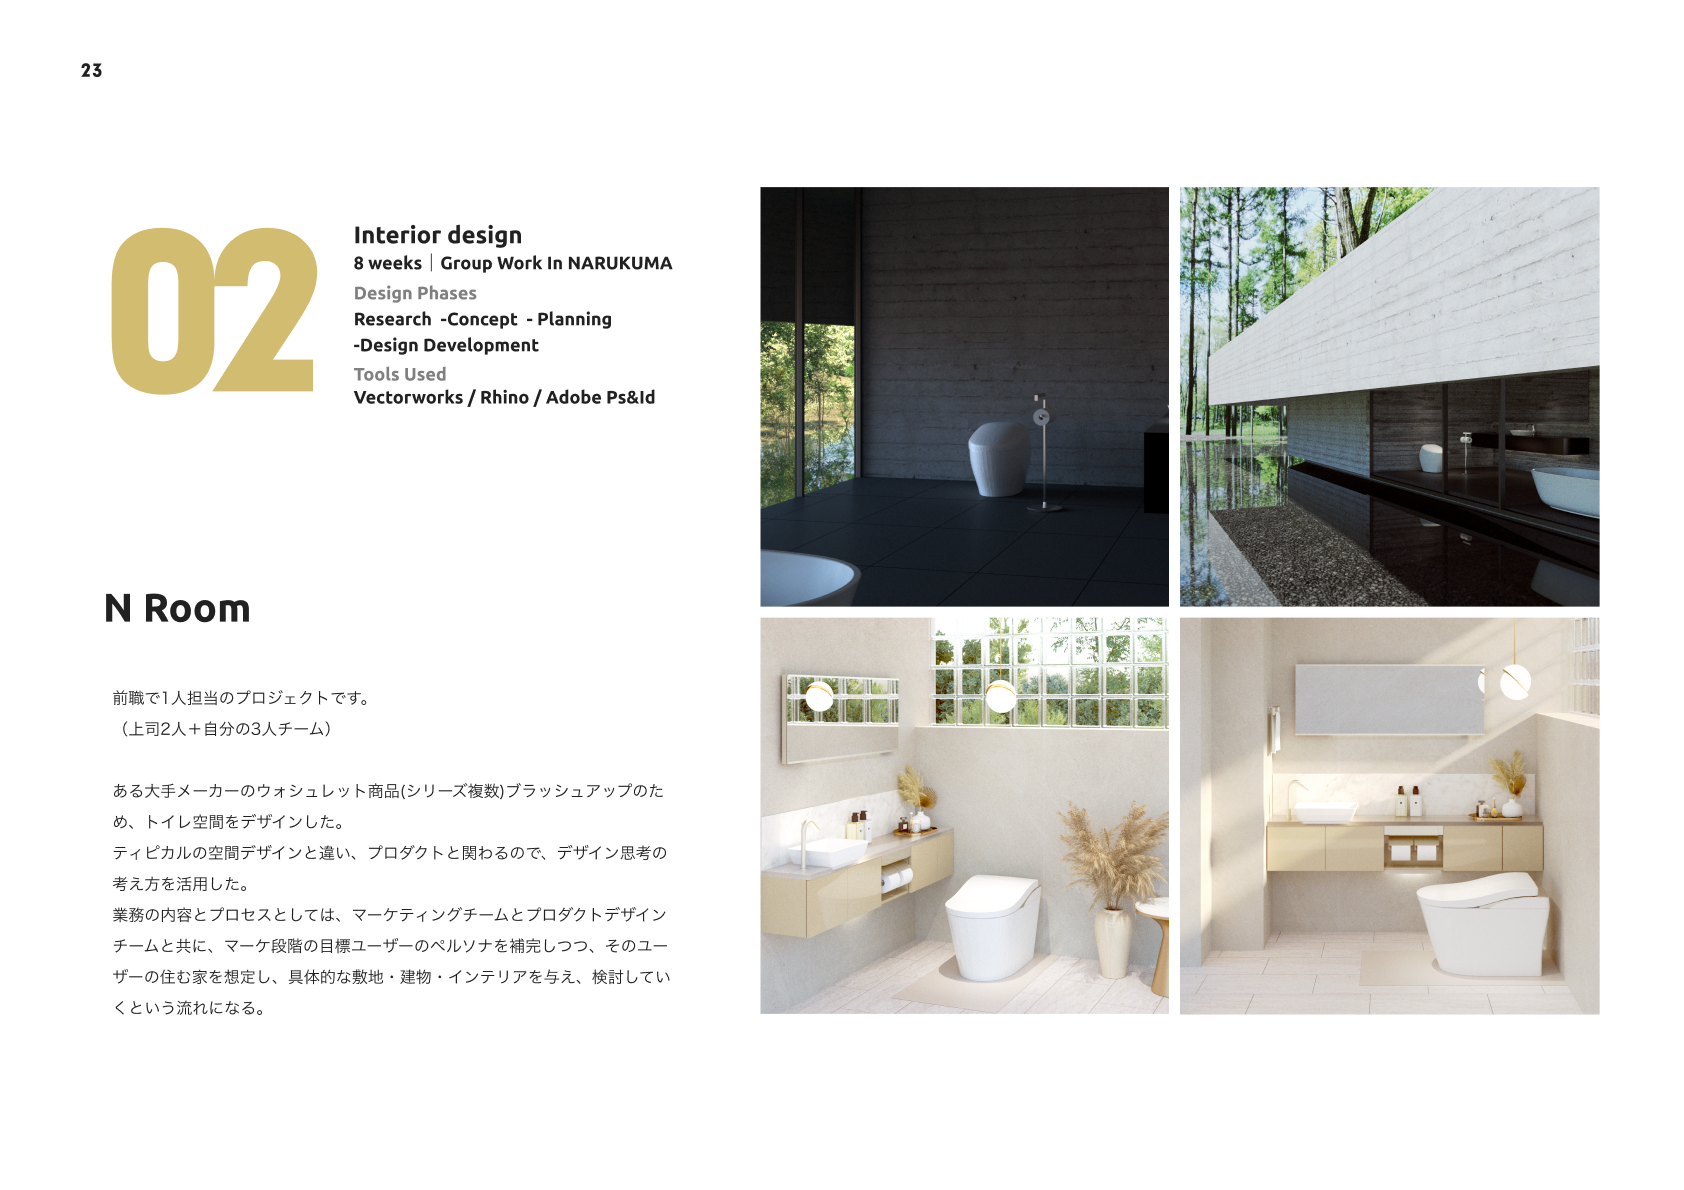 23
02
Interior design
8 weeks｜Group Work In NARUKUMA
Design Phases
Research -Concept - Planning
-Design Development
Tools Used
Vectorworks / Rhino / Adobe Ps&Id
N Room
前職で1人担当のプロジェクトです。
（上司2人＋自分の3人チーム）
ある大手メーカーのウォシュレット商品(シリーズ複数)ブラッシュアップのた
め、トイレ空間をデザインした。
ティピカルの空間デザインと違い、プロダクトと関わるので、デザイン思考の
考え方を活用した。
業務の内容とプロセスとしては、マーケティングチームとプロダクトデザイン
チームと共に、マーケ段階の目標ユーザーのペルソナを補完しつつ、そのユー
ザーの住む家を想定し、具体的な敷地・建物・インテリアを与え、検討してい
くという流れになる。